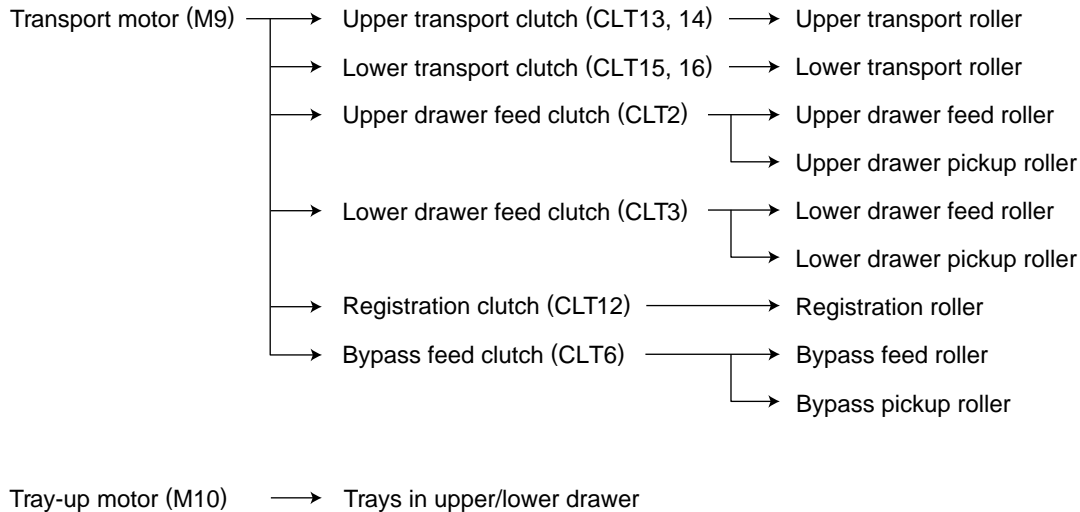 Transport motor (M9) Upper transport clutch (CLT13, 14) Upper transport roller
Lower transport clutch (CLT15, 16) Lower transport roller
Upper drawer feed clutch (CLT2) Upper drawer feed roller
Upper drawer pickup roller
Lower drawer feed clutch (CLT3) Lower drawer feed roller
Lower drawer pickup roller
Registration clutch (CLT12) Registration roller
Bypass feed clutch (CLT6) Bypass feed roller
Bypass pickup roller
Tray-up motor (M10) Trays in upper/lower drawer